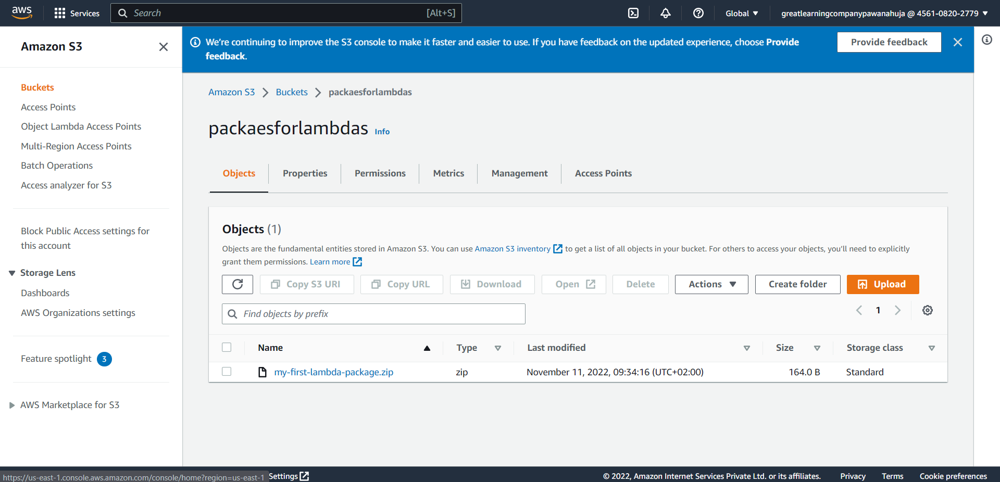 aws Services Search [Alt+S] Global greatlearningcompanypawanahuja @ 4561-0820-2779
Amazon S3
Buckets
Access Points
Object Lambda Access Points
Multi-Region Access Points
Batch Operations
Access analyzer for S3
Block Public Access settings for
this account
Storage Lens
Dashboards
AWS Organizations settings
Feature spotlight 3
AWS Marketplace for S3
We're continuing to improve the S3 console to make it faster and easier to use. If you have feedback on the updated experience, choose Provide
feedback.
Provide feedback
Amazon S3 Buckets packaesforlambdas
packaesforlambdas Info
Objects Properties Permissions Metrics Management Access Points
Objects (1)
Objects are the fundamental entities stored in Amazon S3. You can use Amazon S3 inventory to get a list of all objects in your bucket. For others to access your objects, you'll need to explicitly
grant them permissions. Learn more
Copy S3 URI Copy URL Download Open Delete Actions Create folder Upload
Find objects by prefix 1
Name Type Last modified Size Storage class
my-first-lambda-package.zip zip November 11, 2022, 09:34:16 (UTC+02:00) 164.0 B Standard
https://us-east-1.console.aws.amazon.com/console/home?region=us-east-1 Settings © 2022, Amazon Internet Services Private Ltd. or its affiliates. Privacy Terms Cookie preferences